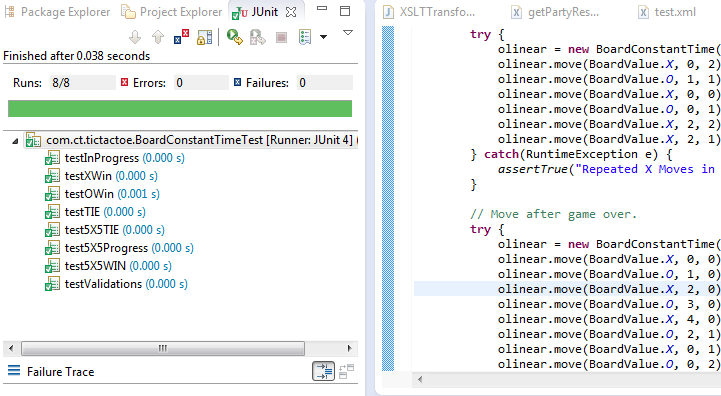 Package Explorer
Project Explorer
JUnit
Finished after 0.038 seconds
Runs: 8/8
Errors: 0
Failures: 0
com.ct.tictactoe.BoardConstantTimeTest [Runner: JUnit 4] (
testInProgress (0.000 s)
testXWin (0.000 s)
testOWin (0.001 s)
testTIE (0.000 s)
test5X5TIE (0.000 s)
test5X5Progress (0.000 s)
test5X5WIN (0.000 s)
testValidations (0.000 s)
Failure Trace
XSLTTransfo...
getPartyRes...
test.xml
try {
olinear = new BoardConstantTime(
olinear.move(BoardValue.X, 0, 2)
olinear.move(BoardValue.O, 1, 1)
olinear.move(BoardValue.X, 0, 0)
olinear.move(BoardValue.O, 0, 1)
olinear.move(BoardValue.X, 2, 2)
olinear.move(BoardValue.X, 2, 1)
} catch(RuntimeException e) {
assertTrue("Repeated X Moves in
}
// Move after game over.
try {
olinear = new BoardConstantTime(
olinear.move(BoardValue.X, 0, 0)
olinear.move(BoardValue.O, 1, 0)
olinear.move(BoardValue.X, 2, 0)
olinear.move(BoardValue.O, 3, 0)
olinear.move(BoardValue.X, 4, 0)
olinear.move(BoardValue.O, 2, 1)
olinear.move(BoardValue.X, 0, 1)
olinear.move(BoardValue.O, 0, 2)